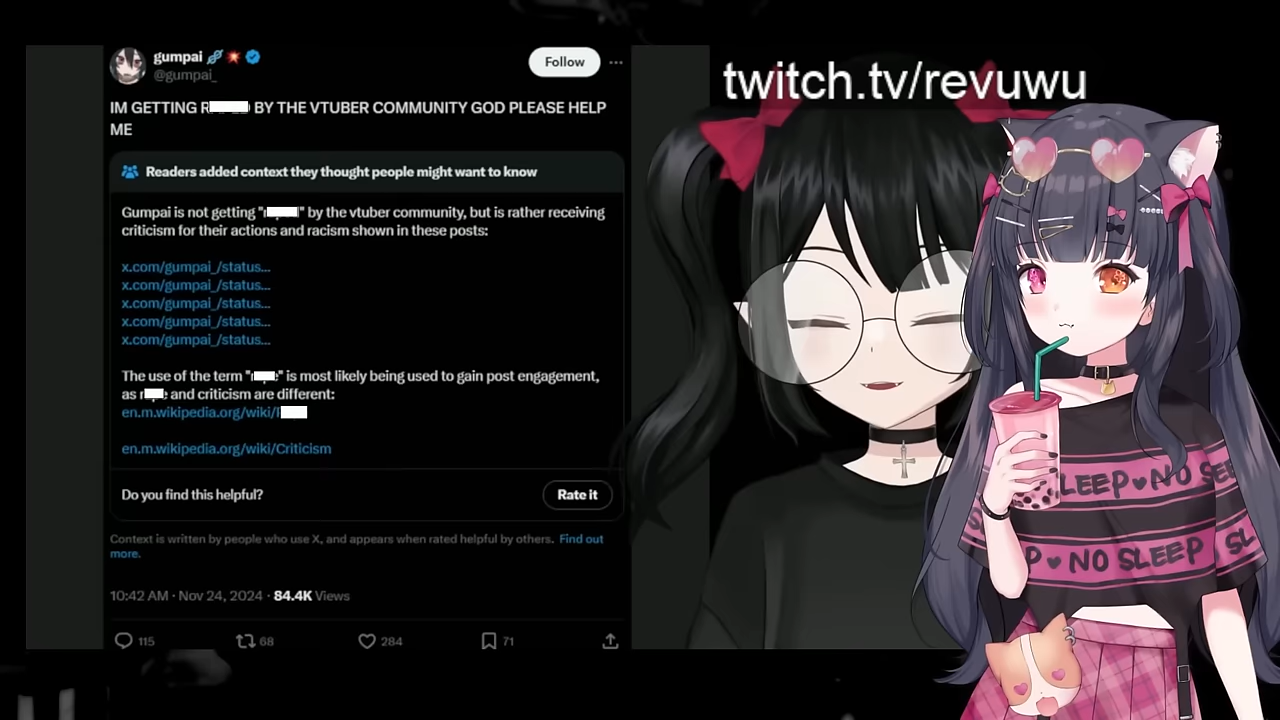 gumpai
@gumpai_
Follow
IM GETTING R BY THE VTUBER COMMUNITY GOD PLEASE HELP
ME
Readers added context they thought people might want to know
Gumpai is not getting " " by the vtuber community, but is rather receiving
criticism for their actions and racism shown in these posts:
x.com/gumpai_/status...
x.com/gumpai_/status...
x.com/gumpai_/status...
x.com/gumpai_/status...
x.com/gumpai_/status...
The use of the term " " is most likely being used to gain post engagement,
as and criticism are different:
en.m.wikipedia.org/wiki/
en.m.wikipedia.org/wiki/Criticism
Do you find this helpful?
Rate it
Context is written by people who use X, and appears when rated helpful by others. Find out
more.
10:42 AM · Nov 24, 2024 · 84.4K Views
115
68
284
71
twitch.tv/revuwu
SLEEP♥NO SEE
P♥NO SLEEP SL